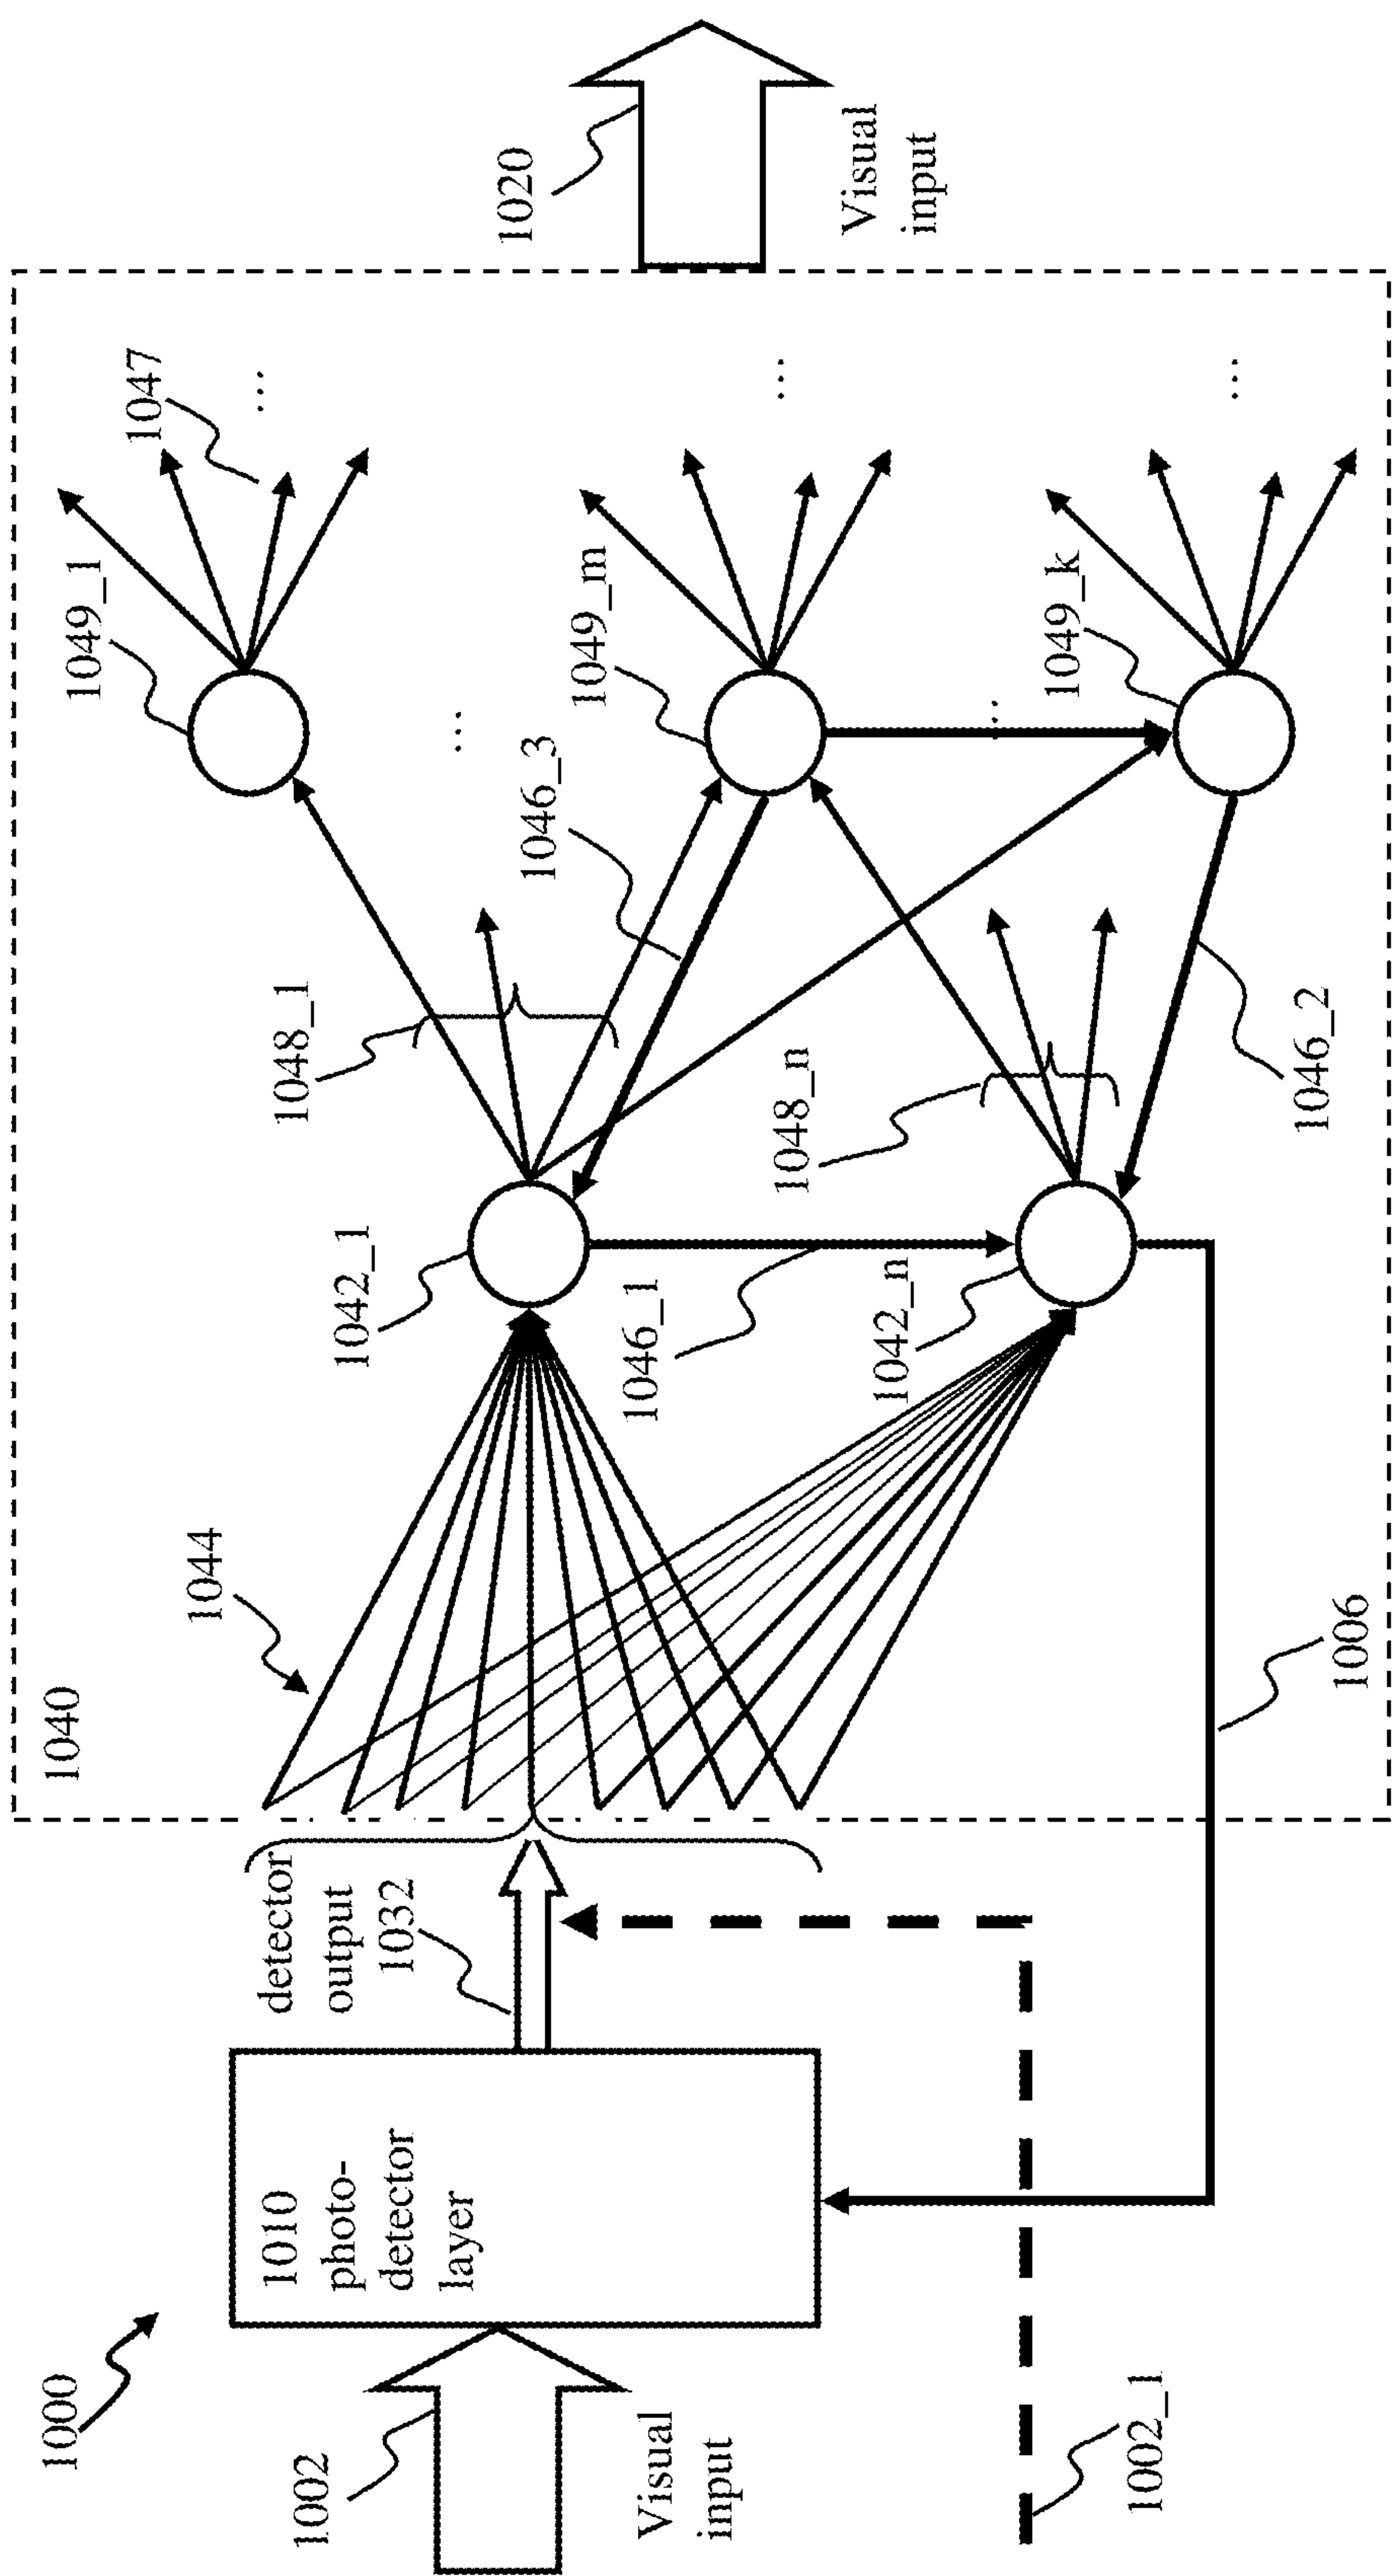 1000
1002
Visual
input
1010
photo-
detector
layer
detector
output
1032
1002_1
1006
1040
1044
1042_1
1046_1
1042_n
1048_1
1048_n
1046_3
1046_2
1049_1
1049_m
1049_k
1047
...
...
...
...
...
1020
Visual
input